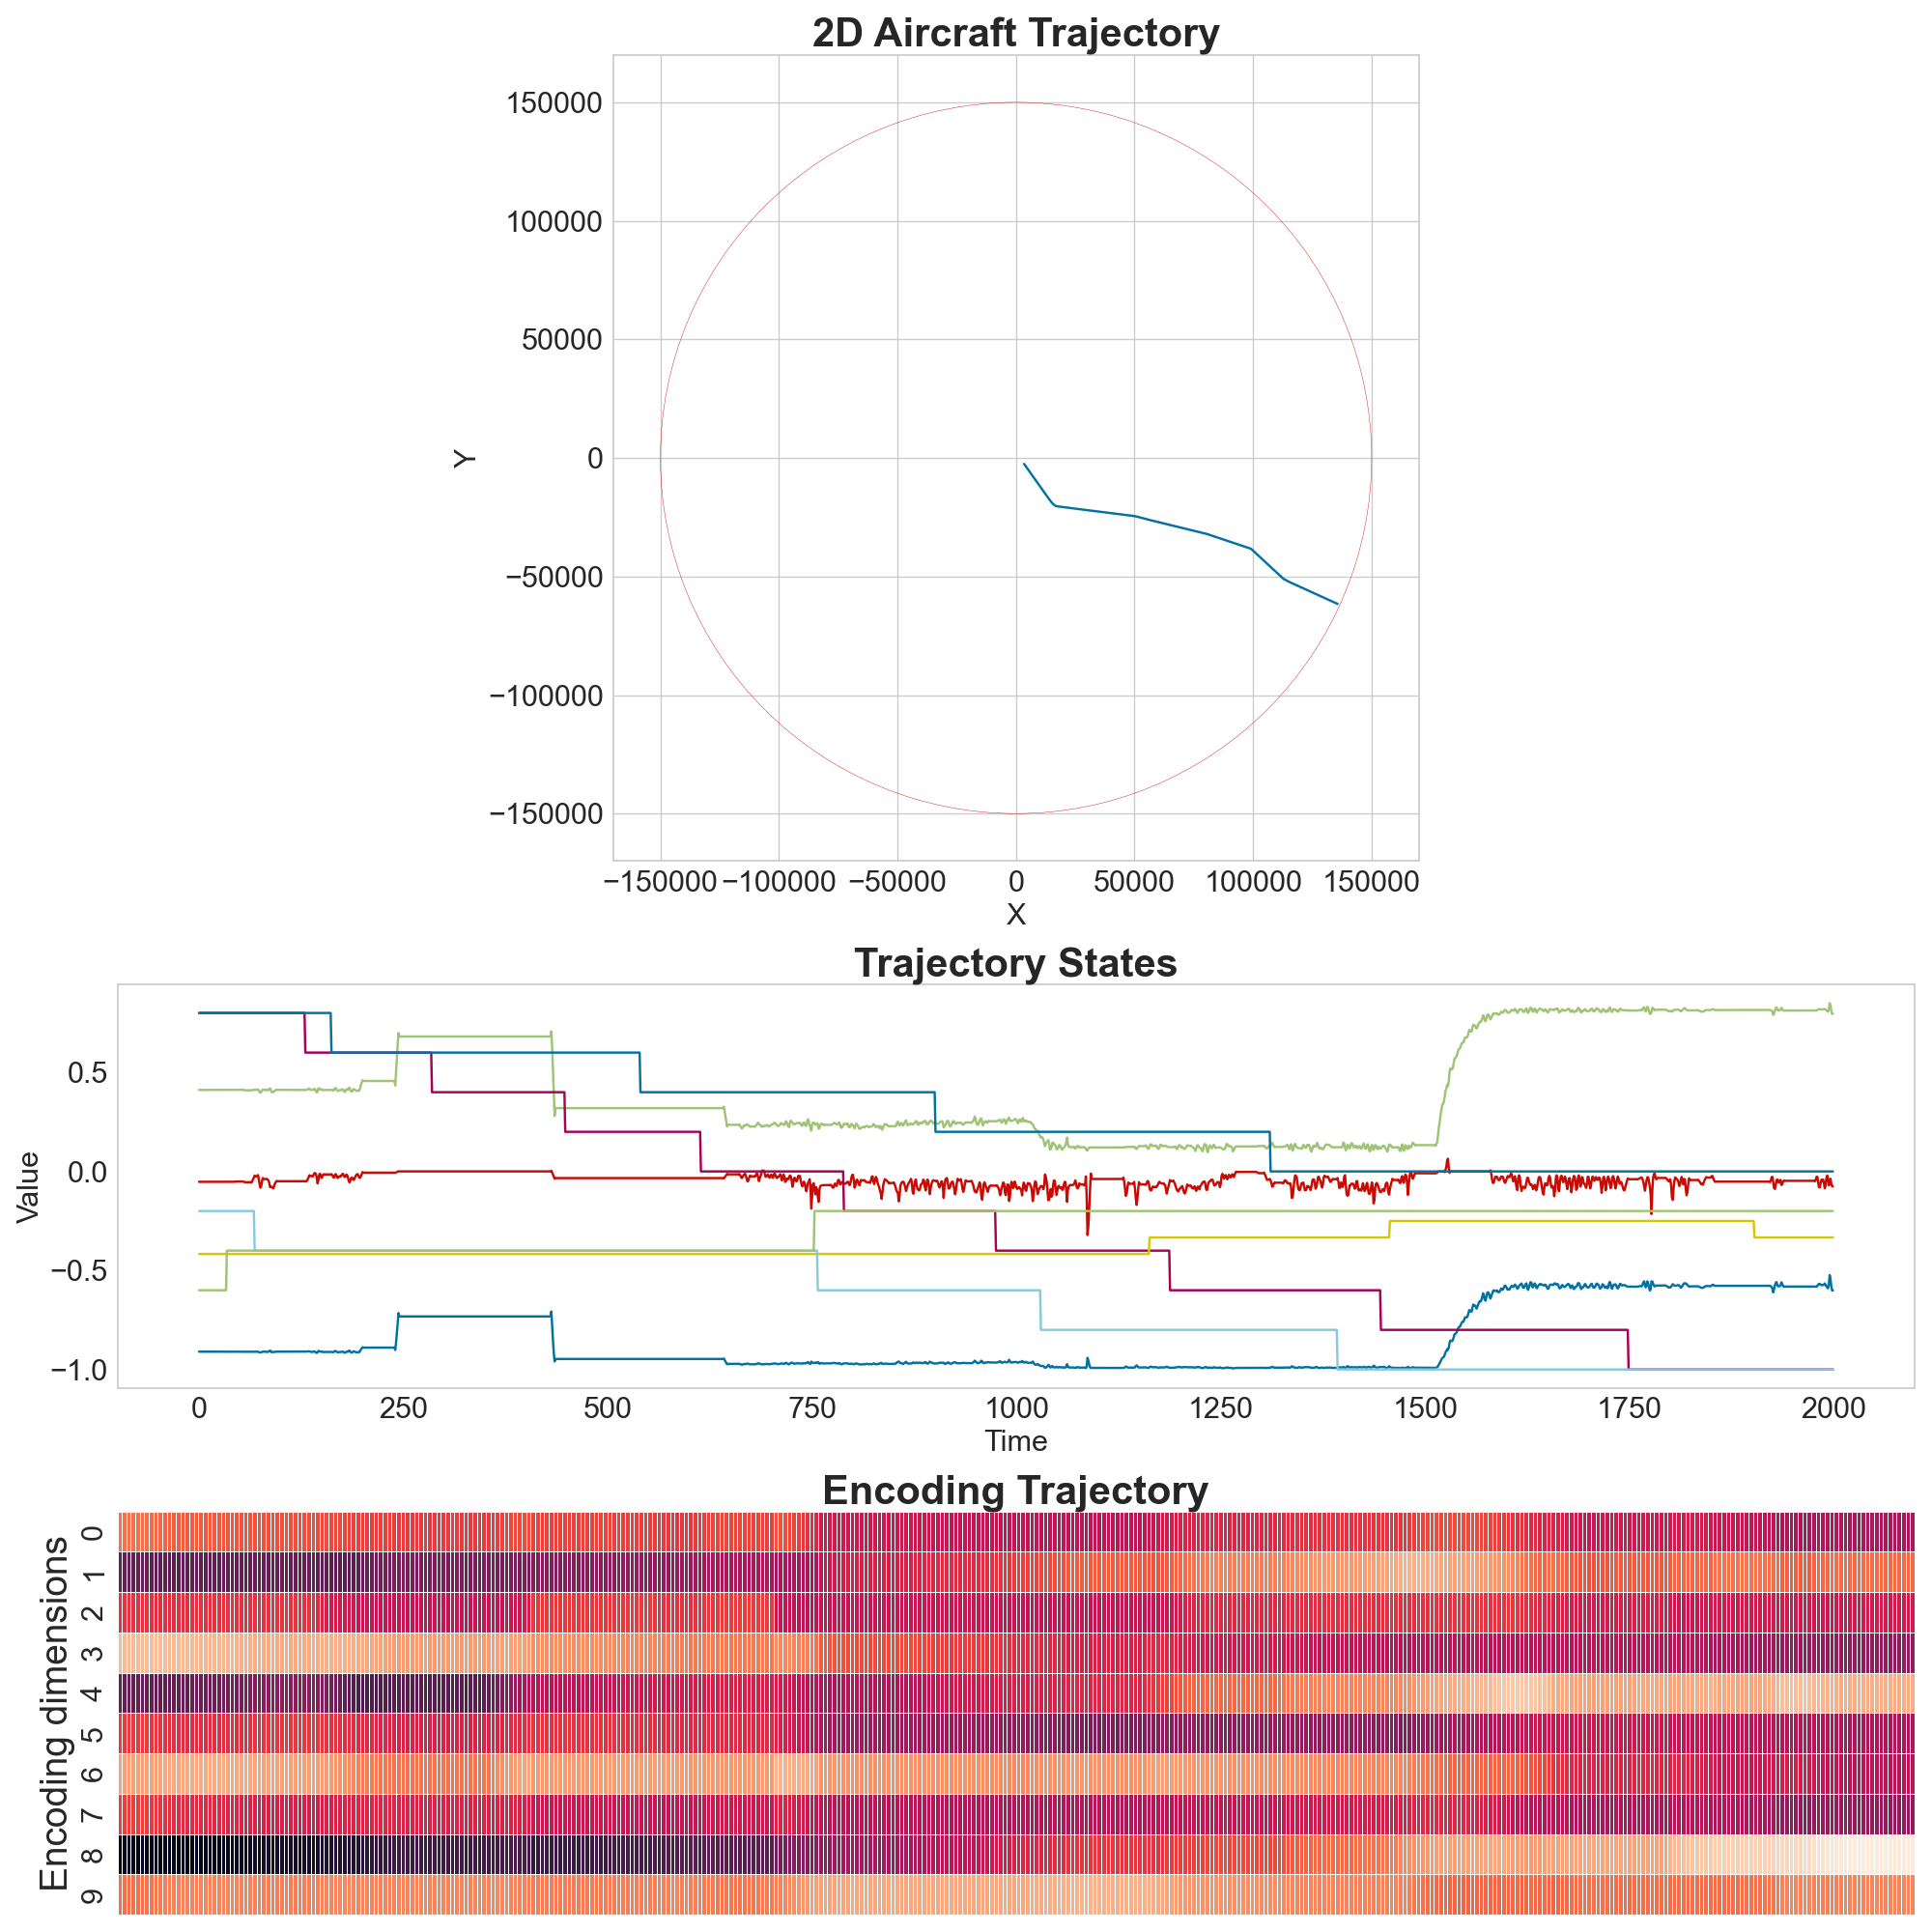 2D Aircraft Trajectory
150000
100000
50000
0
−50000
−100000
−150000
Y
−150000 −100000 −50000 0 50000 100000 150000
X
Trajectory States
0.5
0.0
−0.5
−1.0
Value
0 250 500 750 1000 1250 1500 1750 2000
Time
Encoding Trajectory
Encoding dimensions
0
1
2
3
4
5
6
7
8
9